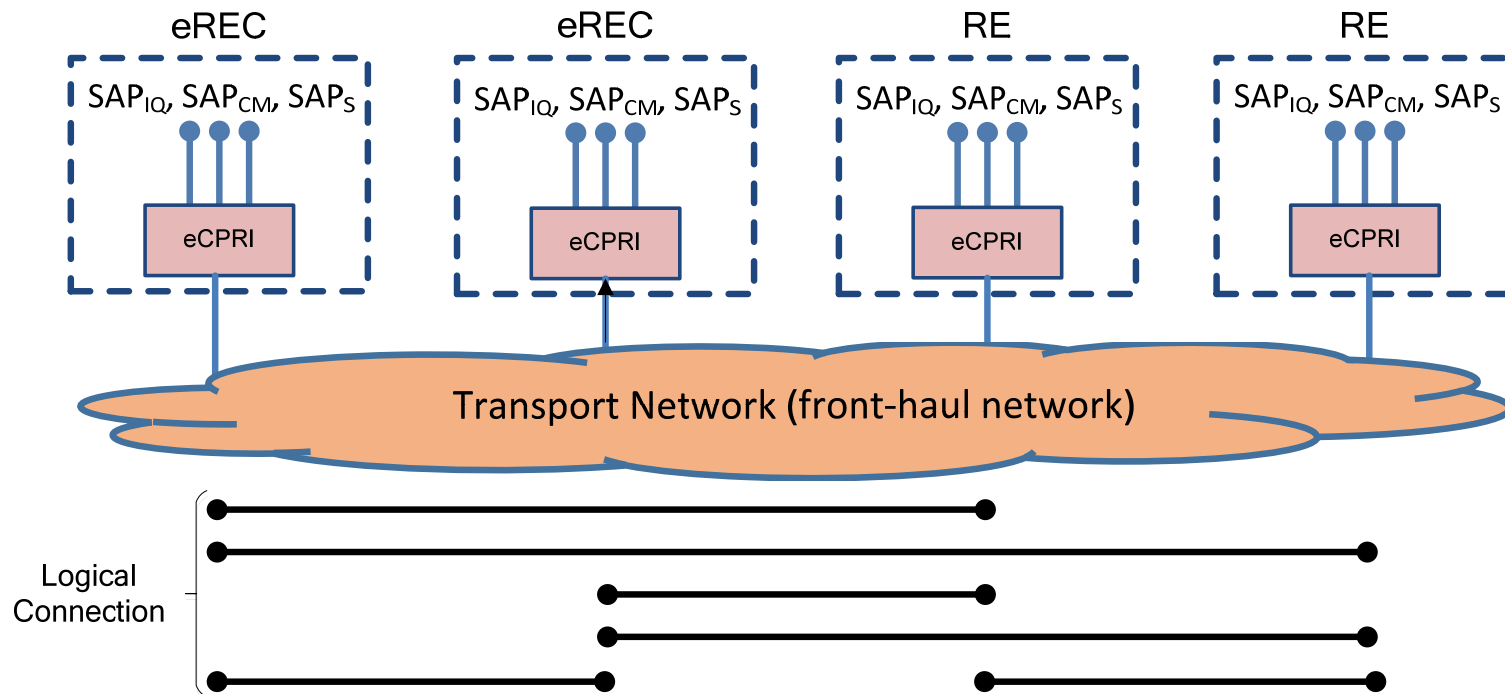 eREC eREC RE RE
SAPIQ, SAPCM, SAPS SAPIQ, SAPCM, SAPS SAPIQ, SAPCM, SAPS SAPIQ, SAPCM, SAPS
eCPRI eCPRI eCPRI eCPRI
Transport Network (front-haul network)
Logical
Connection